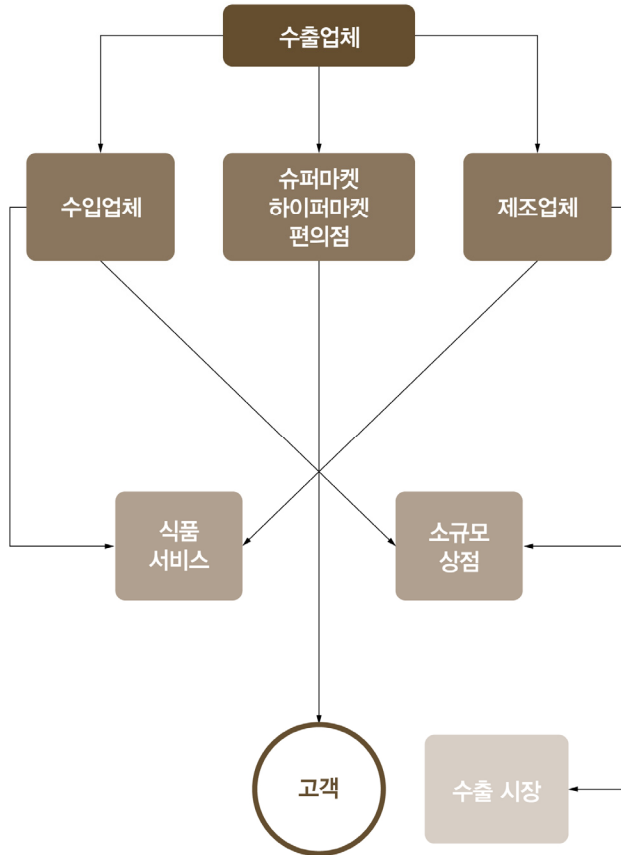 수출업체
수입업체
슈퍼마켓
하이퍼마켓
편의점
제조업체
식품
서비스
소규모
상점
고객
수출 시장